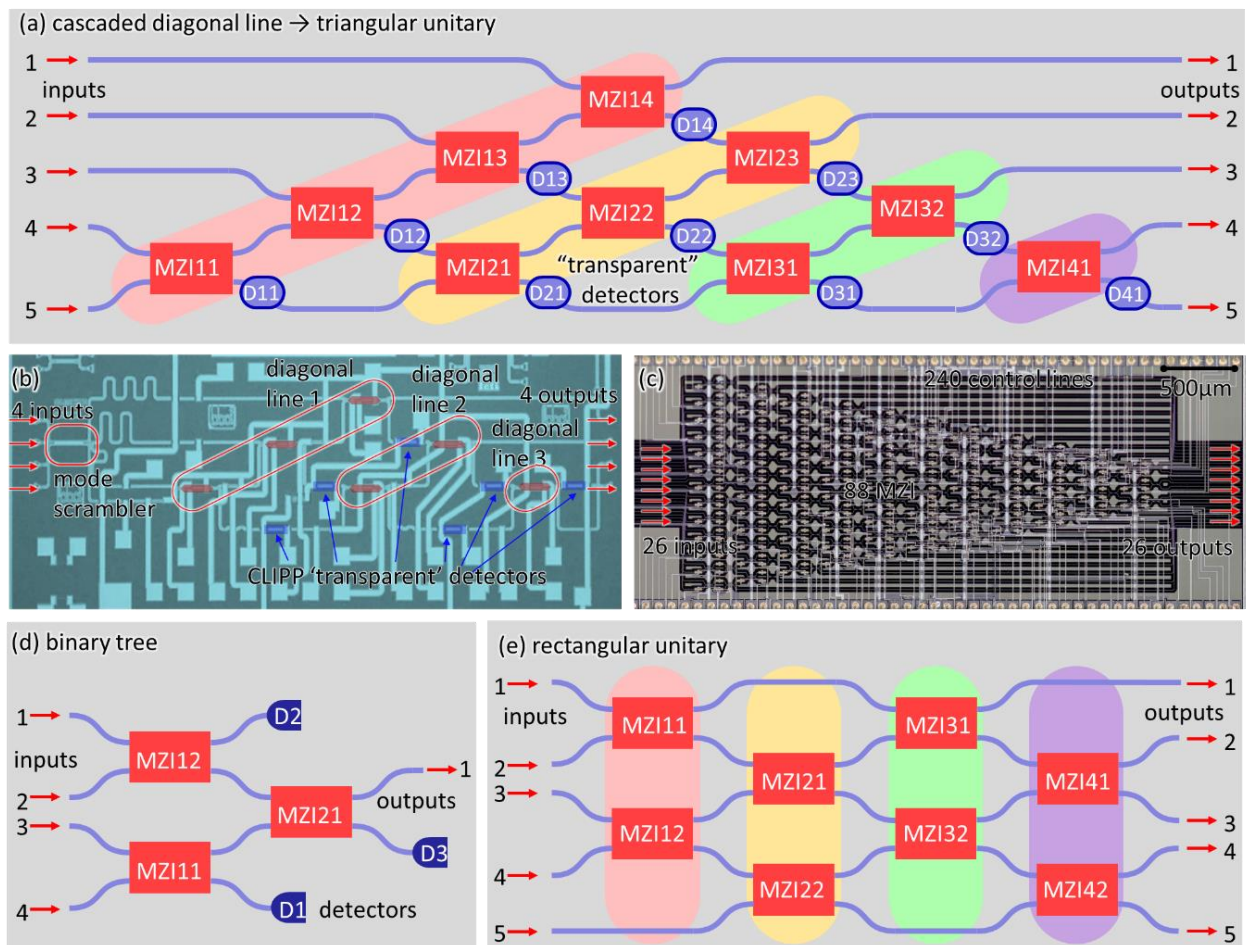 (a) cascaded diagonal line → triangular unitary
1
inputs
2
3
4
5
MZI14
MZI13
MZI12
MZI11
MZI23
MZI22
MZI21
MZI32
MZI31
MZI41
D14
D13
D12
D11
D23
D22
D21
D32
D31
D41
"transparent"
detectors
1
outputs
2
3
4
5
(b)
4 inputs
mode
scrambler
diagonal
line 1
diagonal
line 2
diagonal
line 3
4 outputs
CLIPP 'transparent' detectors
(c)
240 control lines
500μm
88 MZI
26 inputs
26 outputs
(d) binary tree
1
inputs
2
3
4
MZI12
MZI11
MZI21
D2
D3
D1
detectors
1
outputs
(e) rectangular unitary
1
inputs
2
3
4
5
MZI11
MZI12
MZI21
MZI22
MZI31
MZI32
MZI41
MZI42
1
outputs
2
3
4
5